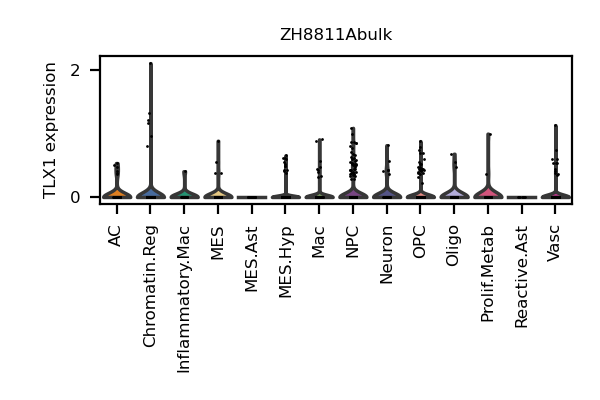 ZH8811Abulk
TLX1 expression
2
0
AC
Chromatin.Reg
Inflammatory.Mac
MES
MES.Ast
MES.Hyp
Mac
NPC
Neuron
OPC
Oligo
Prolif.Metab
Reactive.Ast
Vasc